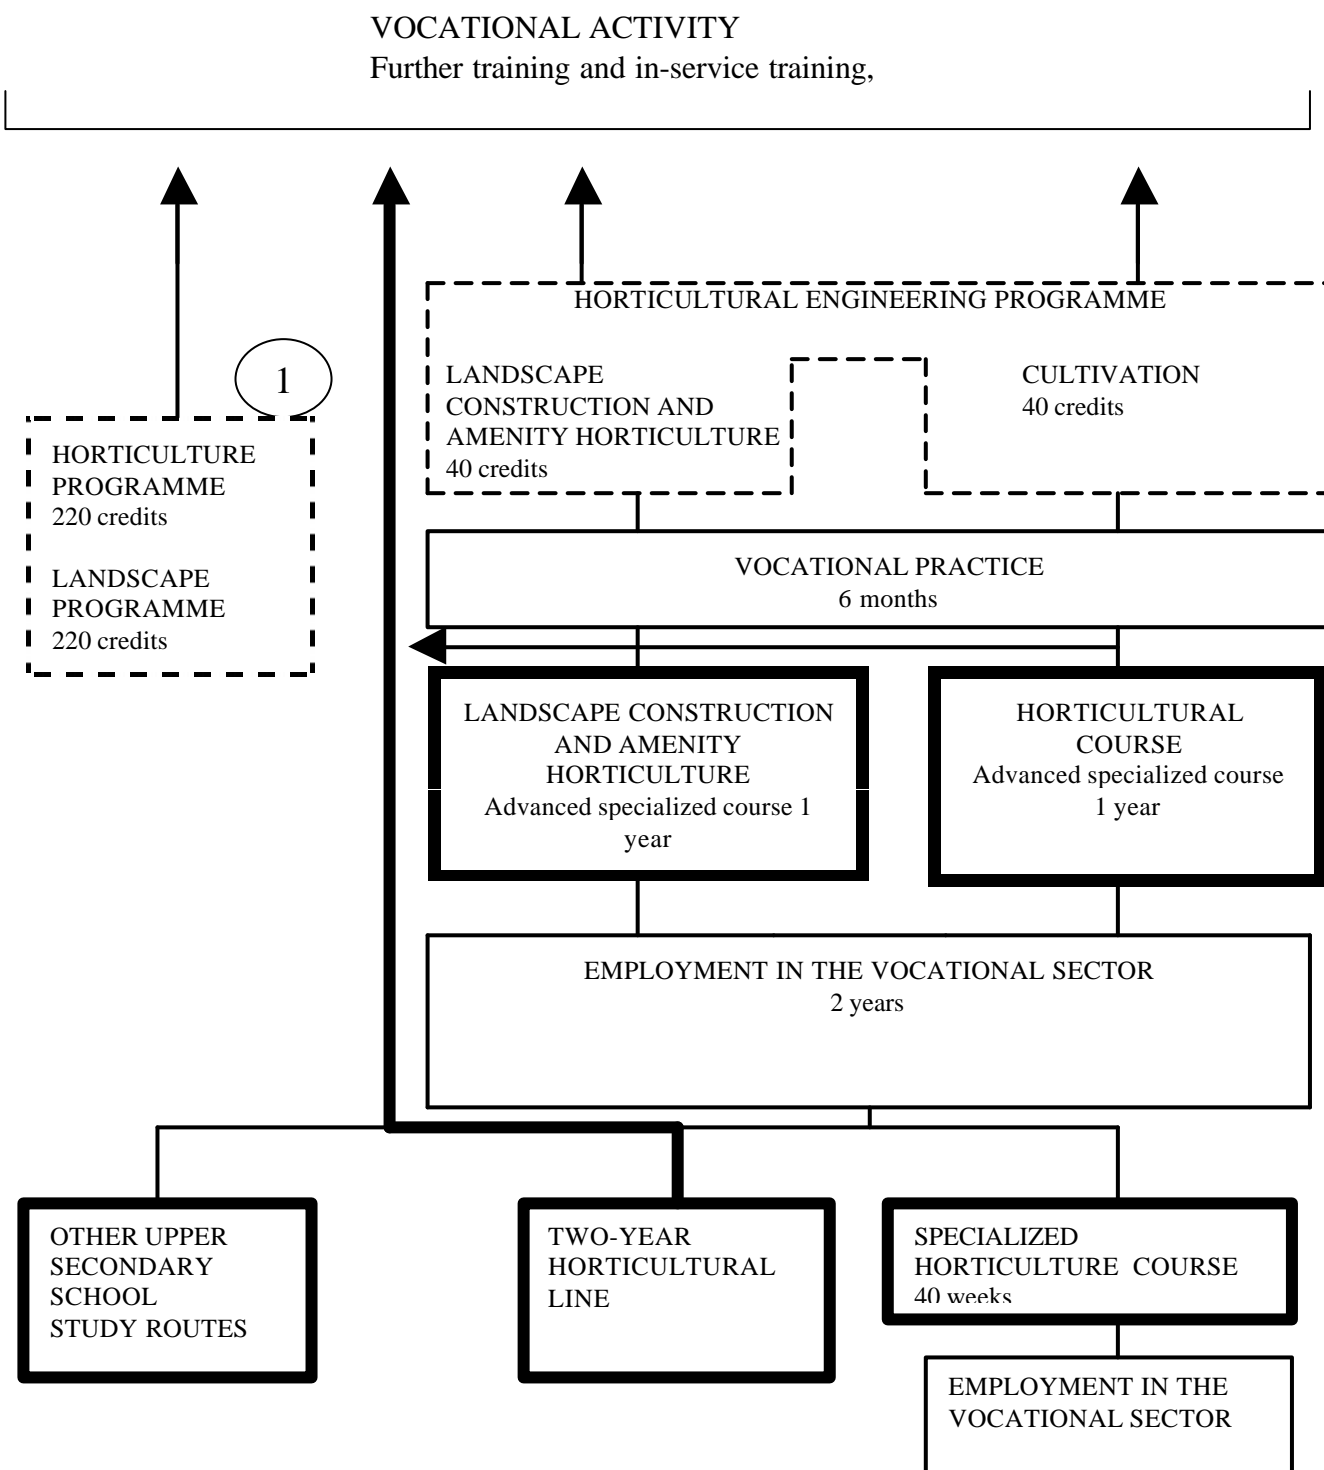 VOCATIONAL ACTIVITY
Further training and in-service training,
HORTICULTURAL ENGINEERING PROGRAMME
1
LANDSCAPE
CONSTRUCTION AND
AMENITY HORTICULTURE
40 credits
CULTIVATION
40 credits
HORTICULTURE
PROGRAMME
220 credits
LANDSCAPE
PROGRAMME
220 credits
VOCATIONAL PRACTICE
6 months
LANDSCAPE CONSTRUCTION
AND AMENITY
HORTICULTURE
Advanced specialized course 1
year
HORTICULTURAL
COURSE
Advanced specialized course
1 year
EMPLOYMENT IN THE VOCATIONAL SECTOR
2 years
OTHER UPPER
SECONDARY
SCHOOL
STUDY ROUTES
TWO-YEAR
HORTICULTURAL
LINE
SPECIALIZED
HORTICULTURE COURSE
40 weeks
EMPLOYMENT IN THE
VOCATIONAL SECTOR